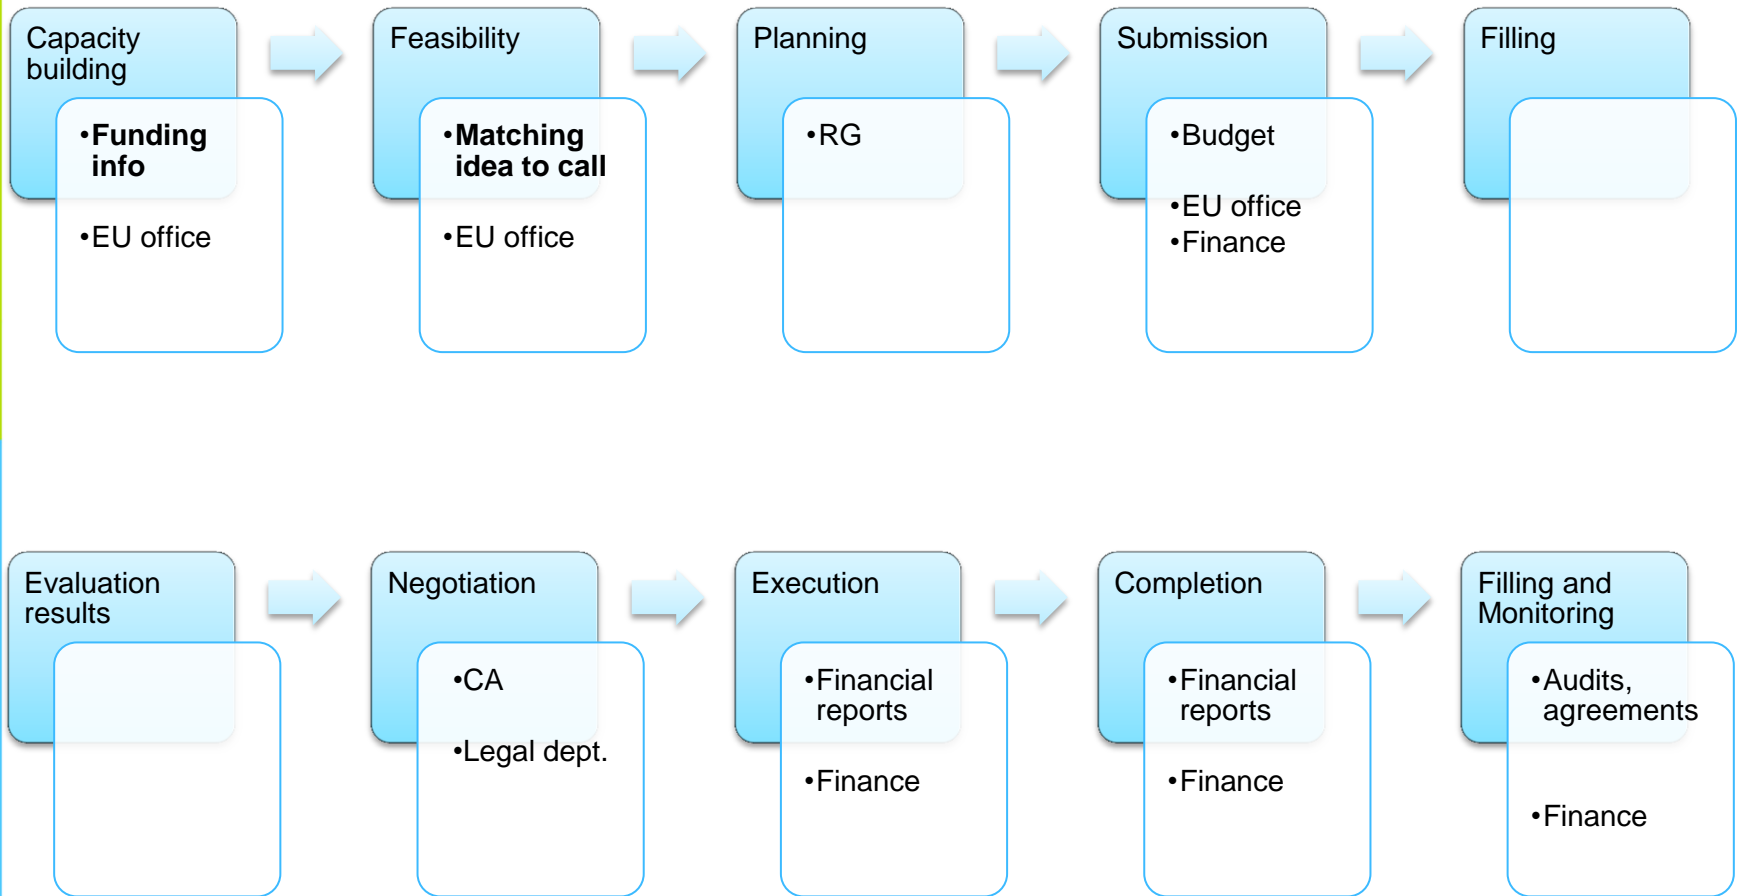 Capacity
building
•Funding
info
•EU office
Feasibility
•Matching
idea to call
•EU office
Planning
•RG
Submission
•Budget
•EU office
•Finance
Filling
Evaluation
results
Negotiation
•CA
•Legal dept.
Execution
•Financial
reports
•Finance
Completion
•Financial
reports
•Finance
Filling and
Monitoring
•Audits,
agreements
•Finance